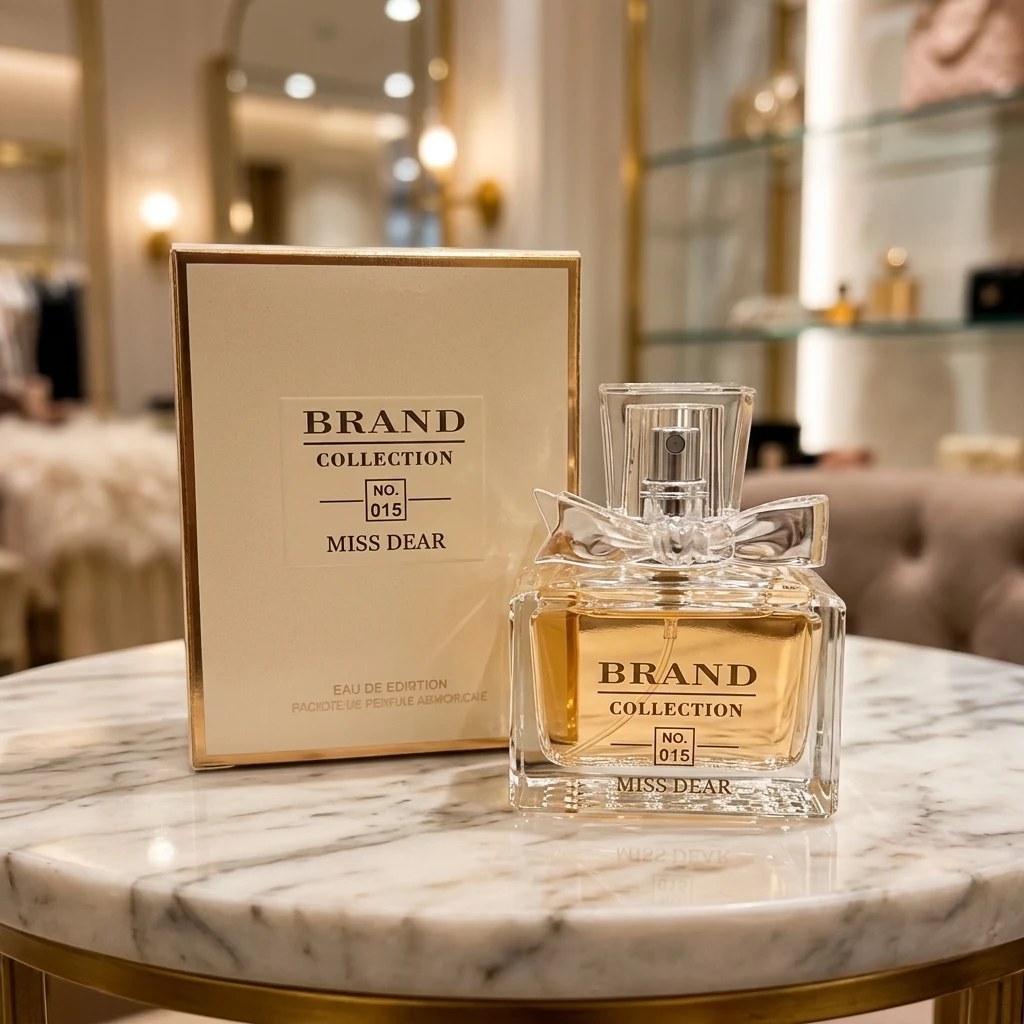 BRAND
COLLECTION
NO.
015
MISS DEAR
EAU DE EDIRTION
BRAND
COLLECTION
NO.
015
MISS DEAR